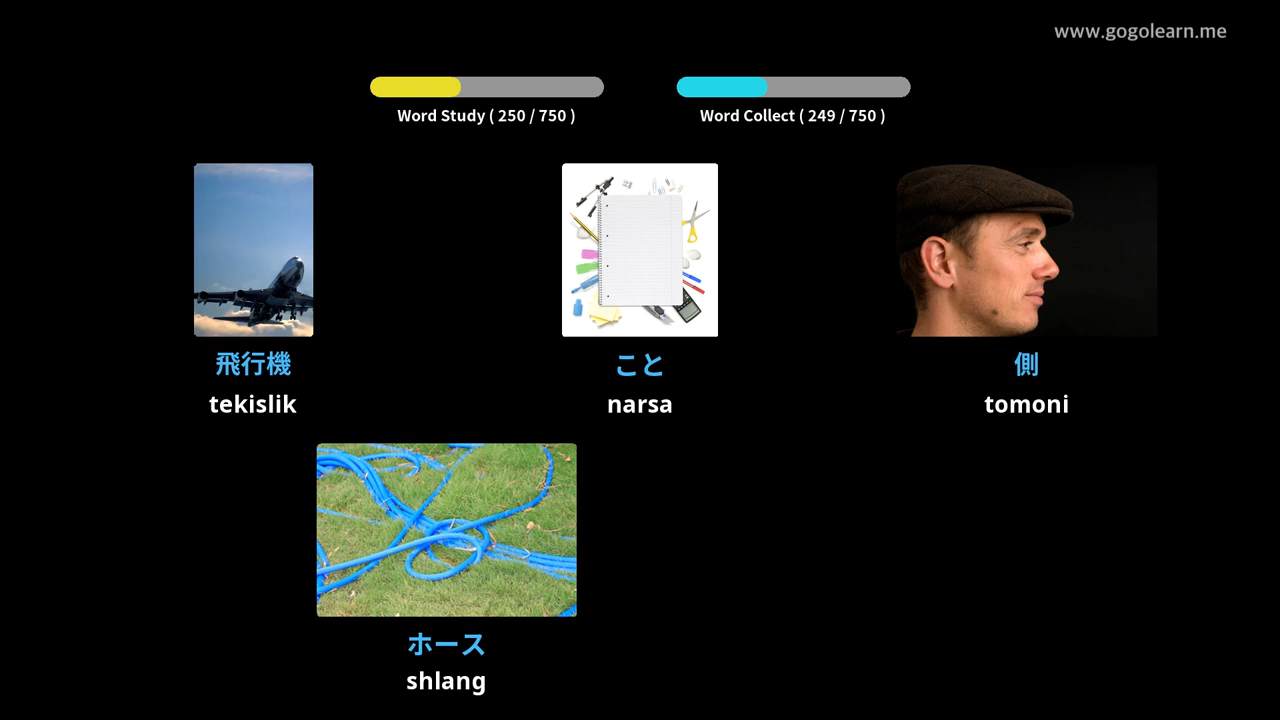 www.gogolearn.me
Word Study ( 250 / 750 )
Word Collect ( 249 / 750 )
飛行機
こと
側
tekislik
narsa
tomoni
ホース
shlang